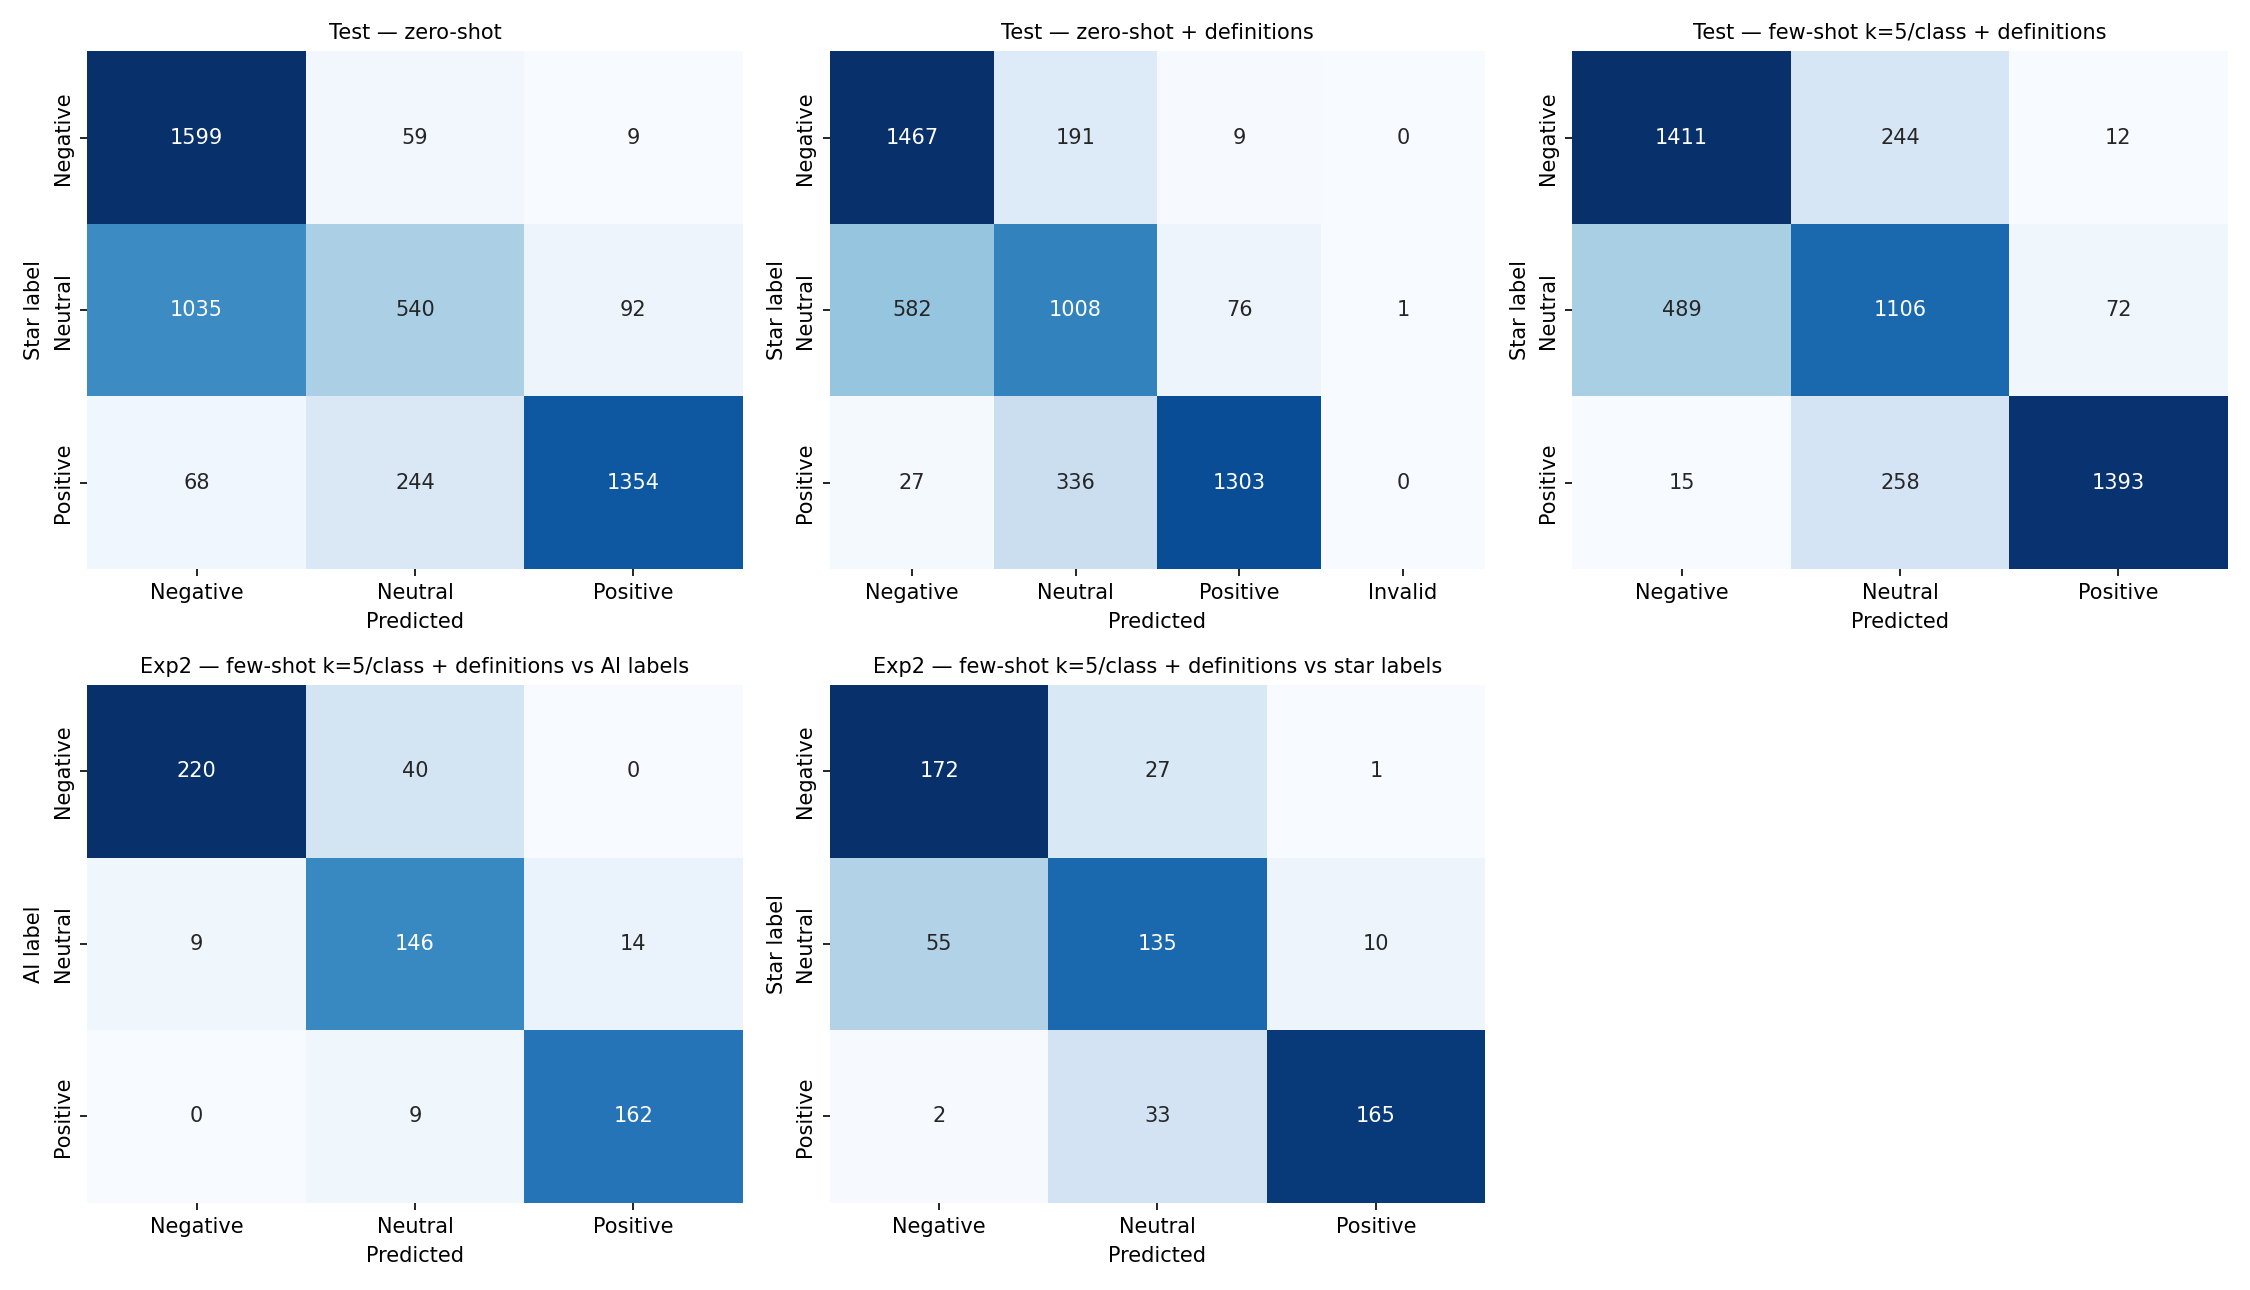 Test — zero-shot
Star label
Negative
1599 59 9
Neutral
1035 540 92
Positive
68 244 1354
Negative Neutral Positive
Predicted
Test — zero-shot + definitions
Star label
Negative
1467 191 9 0
Neutral
582 1008 76 1
Positive
27 336 1303 0
Negative Neutral Positive Invalid
Predicted
Test — few-shot k=5/class + definitions
Star label
Negative
1411 244 12
Neutral
489 1106 72
Positive
15 258 1393
Negative Neutral Positive
Predicted
Exp2 — few-shot k=5/class + definitions vs AI labels
AI label
Negative
220 40 0
Neutral
9 146 14
Positive
0 9 162
Negative Neutral Positive
Predicted
Exp2 — few-shot k=5/class + definitions vs star labels
Star label
Negative
172 27 1
Neutral
55 135 10
Positive
2 33 165
Negative Neutral Positive
Predicted